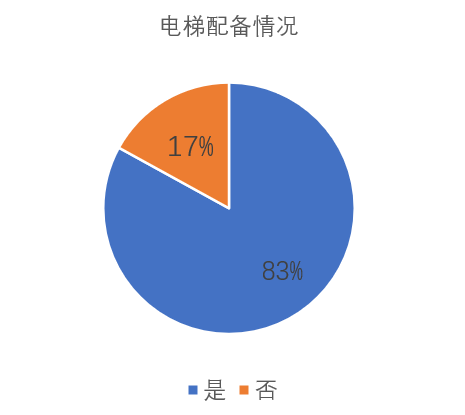 电梯配备情况
17%
83%
是 否